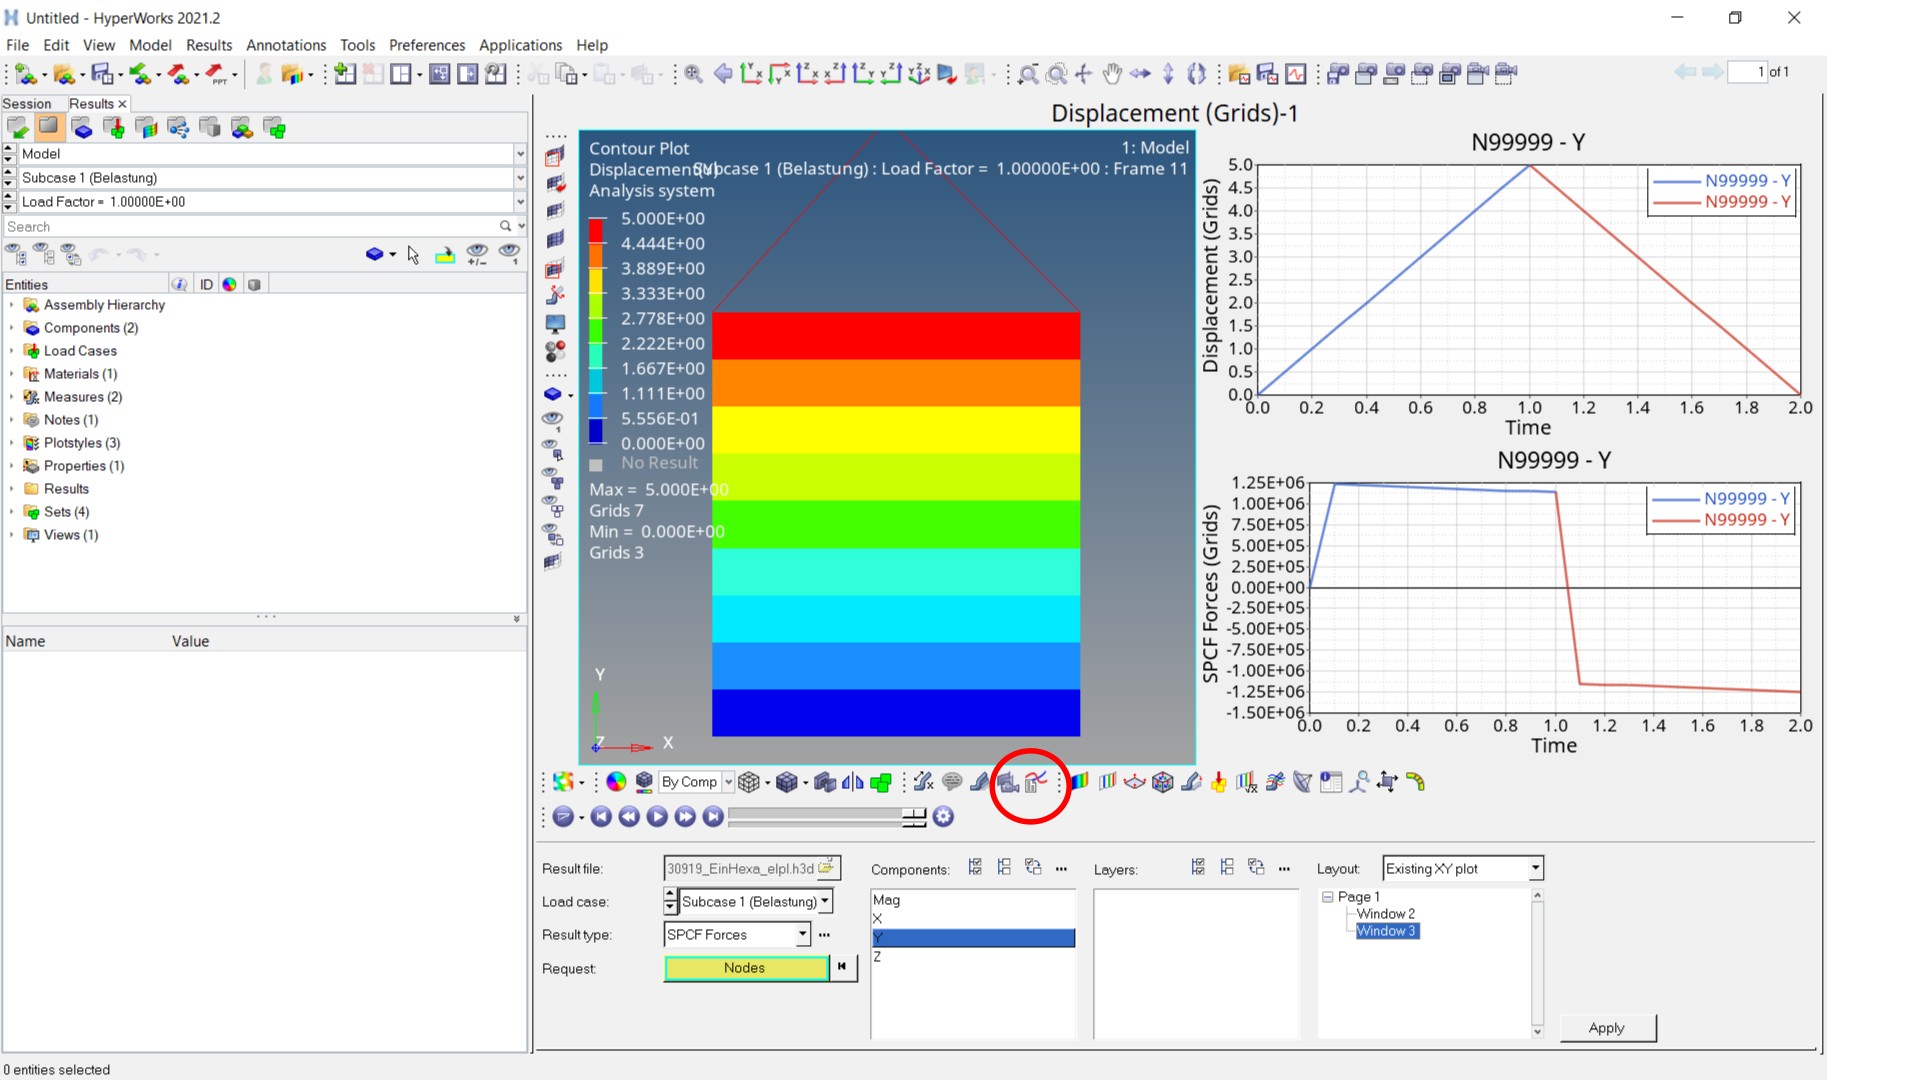 Untitled - HyperWorks 2021.2
File Edit View Model Results Annotations Tools Preferences Applications Help
PPT
1 of 1
Session Results
Model
Subcase 1 (Belastung)
Load Factor = 1.00000E+00
Search
Entities ID
Assembly Hierarchy
Components (2)
Load Cases
Materials (1)
Measures (2)
Notes (1)
Plotstyles (3)
Properties (1)
Results
Sets (4)
Views (1)
Name Value
0 entities selected
Displacement (Grids)-1
Contour Plot
1: Model
Displacement(Y)
Subcase 1 (Belastung) : Load Factor = 1.00000E+00 : Frame 11
Analysis system
5.000E+00
4.444E+00
3.889E+00
3.333E+00
2.778E+00
2.222E+00
1.667E+00
1.111E+00
5.556E-01
0.000E+00
No Result
Max = 5.000E+00
Grids 7
Min = 0.000E+00
Grids 3
Y
Z X
N99999 - Y
Displacement (Grids)
5.0
4.5
4.0
3.5
3.0
2.5
2.0
1.5
1.0
0.5
0.0
N99999 - Y
N99999 - Y
0.0 0.2 0.4 0.6 0.8 1.0 1.2 1.4 1.6 1.8 2.0
Time
N99999 - Y
SPCF Forces (Grids)
1.25E+06
1.00E+06
7.50E+05
5.00E+05
2.50E+05
0.00E+00
-2.50E+05
-5.00E+05
-7.50E+05
-1.00E+06
-1.25E+06
-1.50E+06
N99999 - Y
N99999 - Y
0.0 0.2 0.4 0.6 0.8 1.0 1.2 1.4 1.6 1.8 2.0
Time
By Comp
Result file: 30919_EinHexa_elpl.h3d
Load case: Subcase 1 (Belastung)
Result type: SPCF Forces
Request: Nodes
Components:
Mag
X
Y
Z
Layers:
Layout: Existing XY plot
Page 1
Window 2
Window 3
Apply